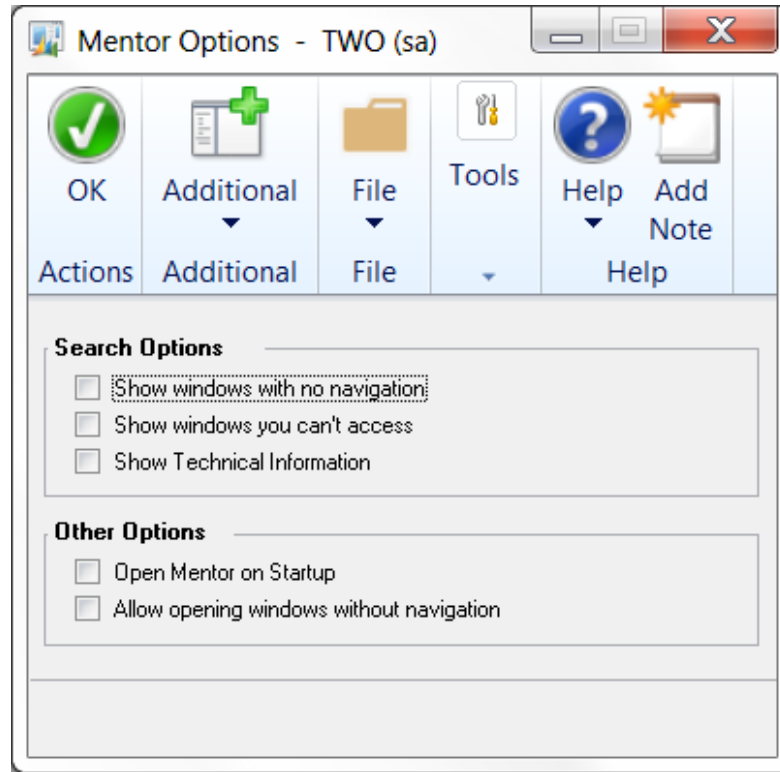 Mentor Options - TWO (sa)
OK
Additional
File
Tools
Help
Add
Note
Actions
Additional
File
Help
Search Options
Show windows with no navigation
Show windows you can't access
Show Technical Information
Other Options
Open Mentor on Startup
Allow opening windows without navigation